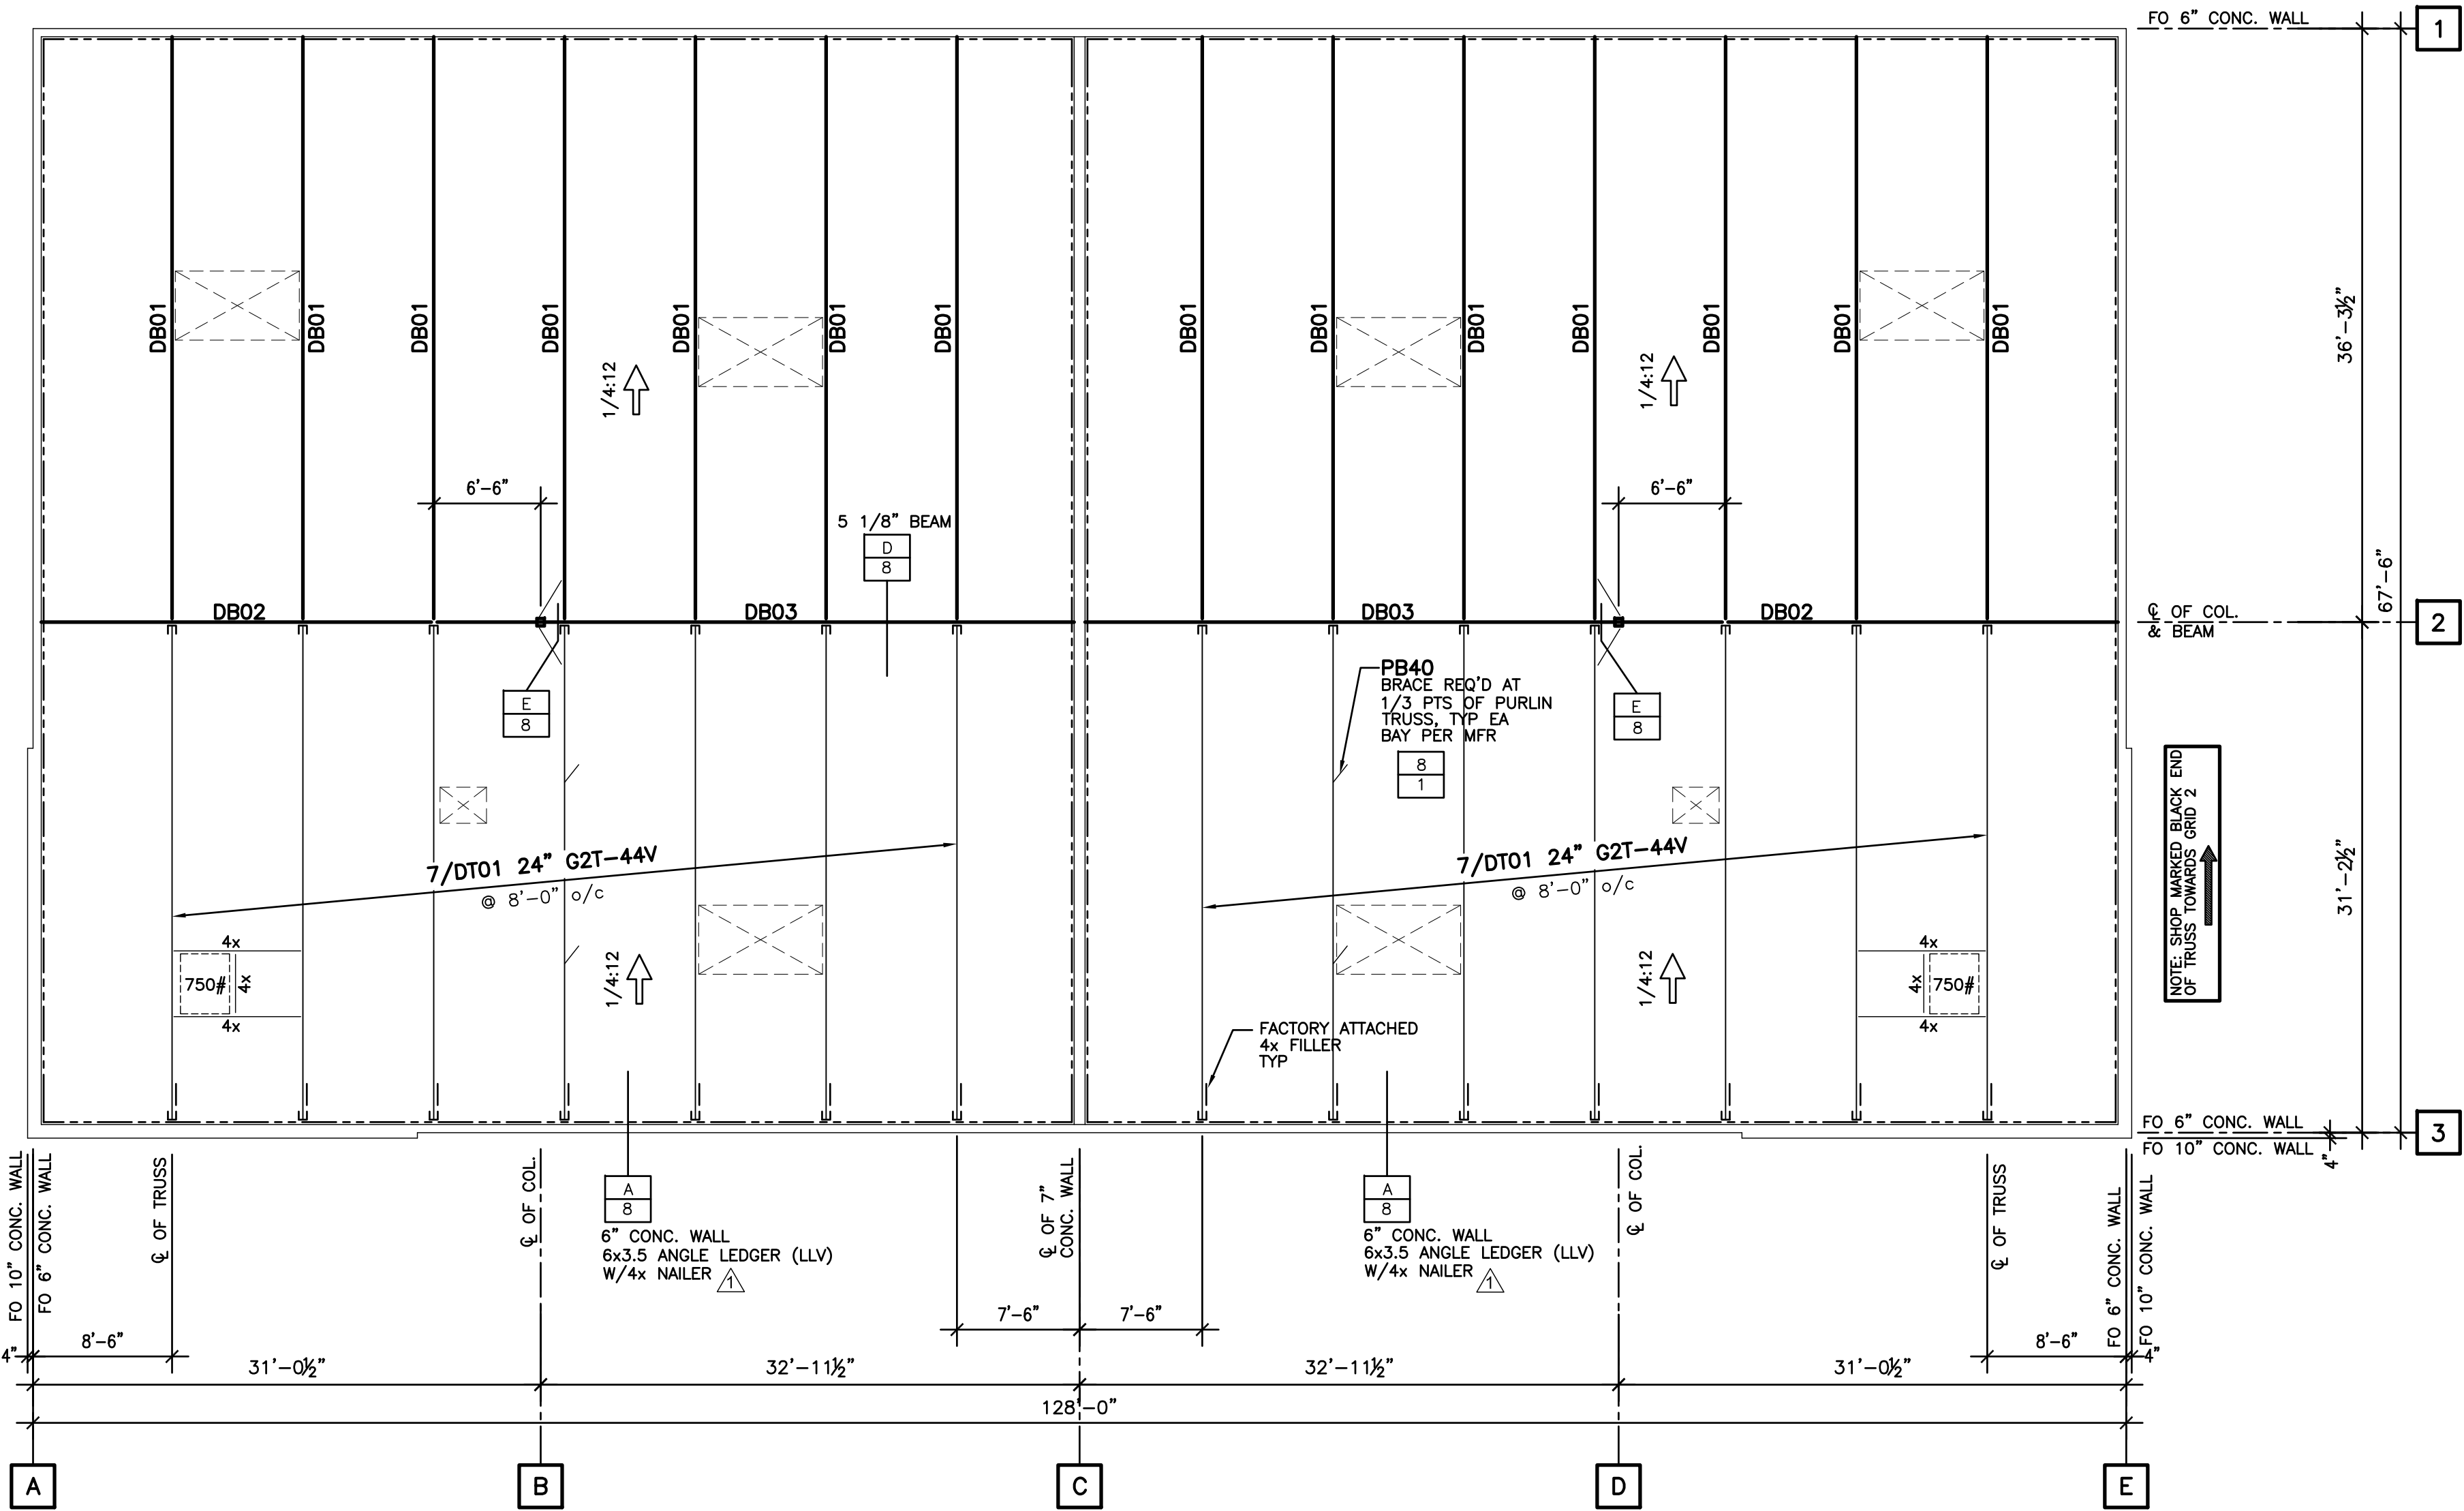 FO 6" CONC. WALL
1
DB01
DB01
DB01
DB01
DB01
DB01
DB01
DB01
DB01
DB01
DB01
DB01
DB01
DB01
1/4:12
1/4:12
36'-3½"
67'-6"
6'-6"
6'-6"
5 1/8" BEAM
D
8
DB02
DB03
DB03
DB02
℄ OF COL.
& BEAM
2
E
8
PB40
BRACE REQ'D AT
1/3 PTS OF PURLIN
TRUSS, TYP EA
BAY PER MFR
8
1
E
8
NOTE: SHOP MARKED BLACK END
OF TRUSS TOWARDS GRID 2
31'-2½"
7/DT01 24" G2T-44V
@ 8'-0" o/c
7/DT01 24" G2T-44V
@ 8'-0" o/c
4x
750#
4x
4x
1/4:12
1/4:12
4x
4x
750#
4x
FACTORY ATTACHED
4x FILLER
TYP
FO 6" CONC. WALL
3
FO 10" CONC. WALL
4"
FO 10" CONC. WALL
FO 6" CONC. WALL
℄ OF TRUSS
℄ OF COL.
A
8
6" CONC. WALL
6x3.5 ANGLE LEDGER (LLV)
W/4x NAILER
1
℄ OF 7"
CONC. WALL
A
8
6" CONC. WALL
6x3.5 ANGLE LEDGER (LLV)
W/4x NAILER
1
℄ OF COL.
℄ OF TRUSS
FO 6" CONC. WALL
FO 10" CONC. WALL
4"
8'-6"
7'-6"
7'-6"
8'-6"
4"
31'-0½"
32'-11½"
32'-11½"
31'-0½"
128'-0"
A
B
C
D
E